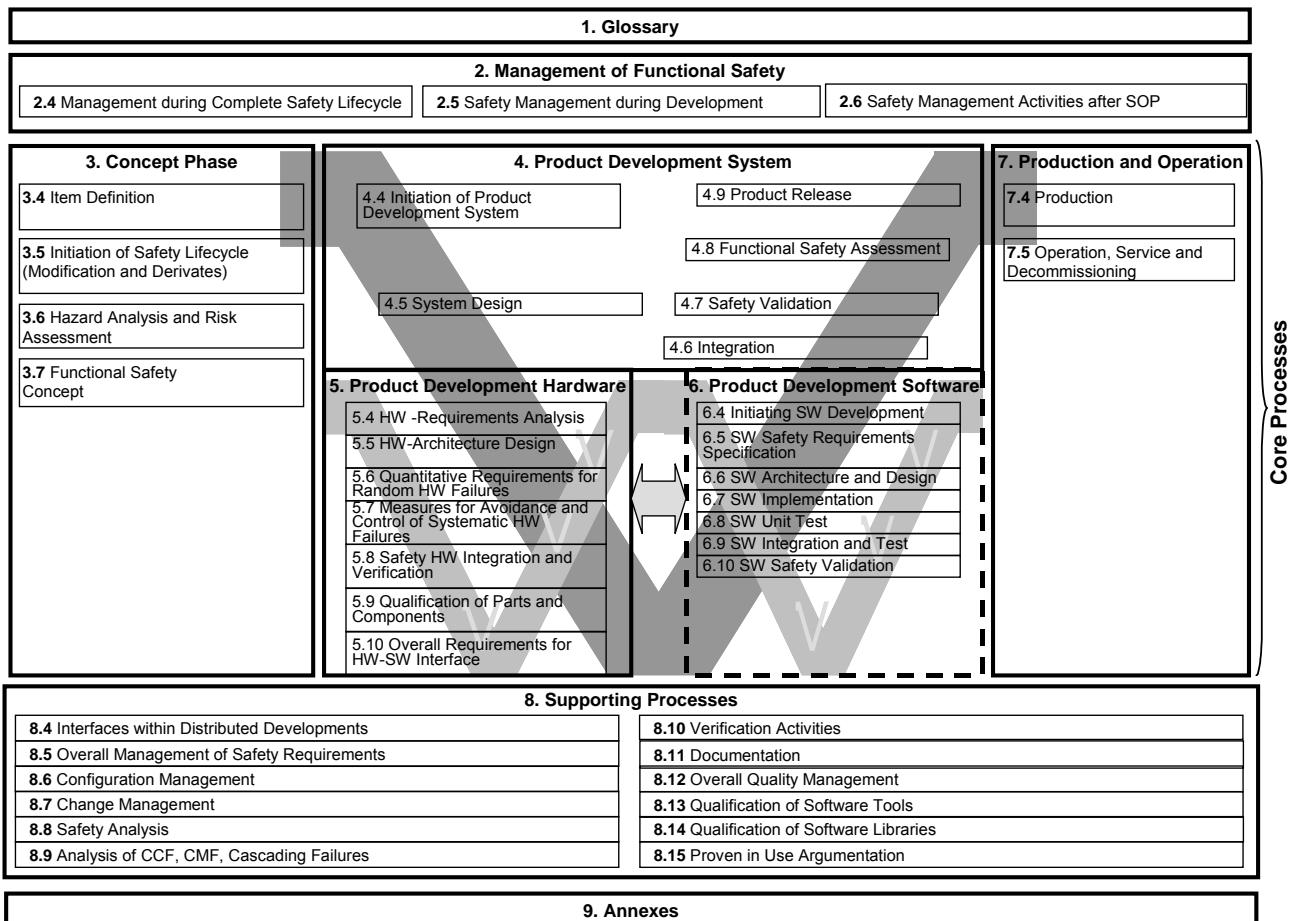 1. Glossary
2. Management of Functional Safety
2.4 Management during Complete Safety Lifecycle
2.5 Safety Management during Development
2.6 Safety Management Activities after SOP
3. Concept Phase
3.4 Item Definition
3.5 Initiation of Safety Lifecycle
(Modification and Derivates)
3.6 Hazard Analysis and Risk
Assessment
3.7 Functional Safety
Concept
4. Product Development System
4.4 Initiation of Product
Development System
4.5 System Design
4.9 Product Release
4.8 Functional Safety Assessment
4.7 Safety Validation
4.6 Integration
5. Product Development Hardware
5.4 HW -Requirements Analysis
5.5 HW-Architecture Design
5.6 Quantitative Requirements for
Random HW Failures
5.7 Measures for Avoidance and
Control of Systematic HW
Failures
5.8 Safety HW Integration and
Verification
5.9 Qualification of Parts and
Components
5.10 Overall Requirements for
HW-SW Interface
6. Product Development Software
6.4 Initiating SW Development
6.5 SW Safety Requirements
Specification
6.6 SW Architecture and Design
6.7 SW Implementation
6.8 SW Unit Test
6.9 SW Integration and Test
6.10 SW Safety Validation
7. Production and Operation
7.4 Production
7.5 Operation, Service and
Decommissioning
Core Processes
8. Supporting Processes
8.4 Interfaces within Distributed Developments
8.5 Overall Management of Safety Requirements
8.6 Configuration Management
8.7 Change Management
8.8 Safety Analysis
8.9 Analysis of CCF, CMF, Cascading Failures
8.10 Verification Activities
8.11 Documentation
8.12 Overall Quality Management
8.13 Qualification of Software Tools
8.14 Qualification of Software Libraries
8.15 Proven in Use Argumentation
9. Annexes